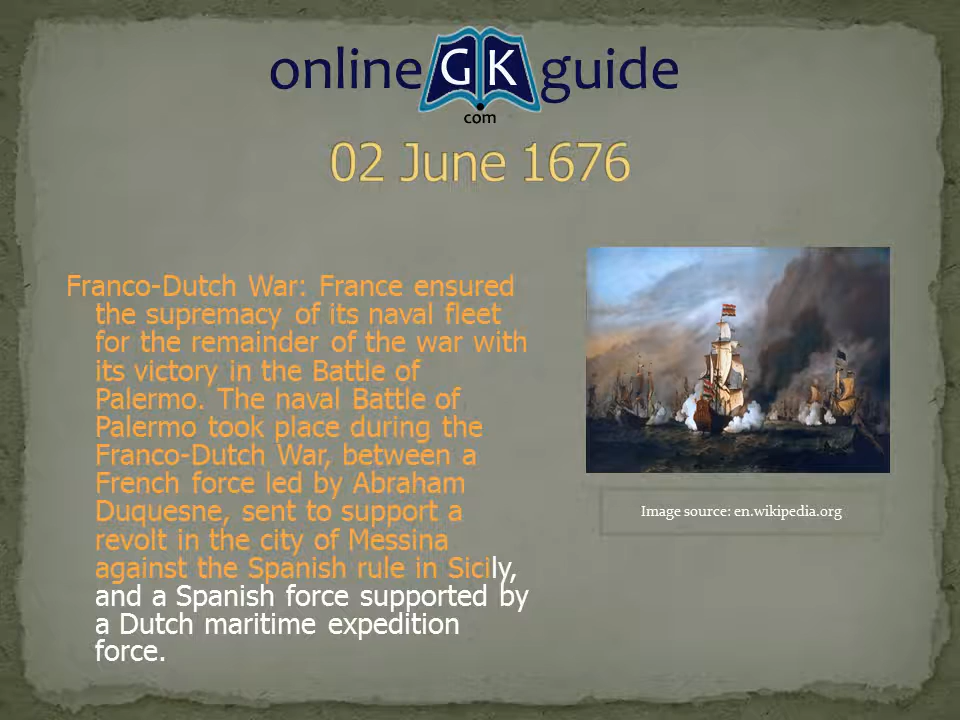 online GK guide
com
02 June 1676
Franco-Dutch War: France ensured
the supremacy of its naval fleet
for the remainder of the war with
its victory in the Battle of
Palermo. The naval Battle of
Palermo took place during the
Franco-Dutch War, between a
French force led by Abraham
Duquesne, sent to support a
revolt in the city of Messina
against the Spanish rule in Sicily,
and a Spanish force supported by
a Dutch maritime expedition
force.
Image source: en.wikipedia.org